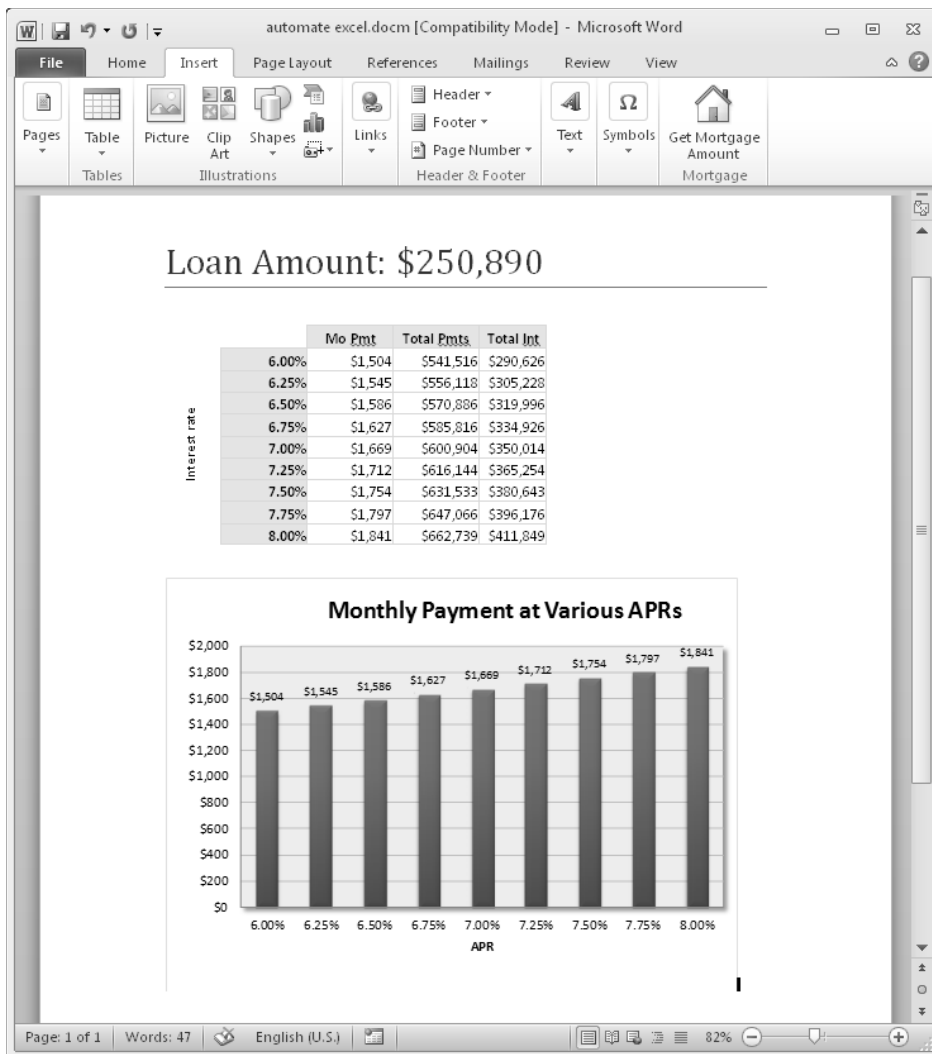 automate excel.docm [Compatibility Mode] - Microsoft Word
File Home Insert Page Layout References Mailings Review View
Header
Footer
Page Number
Pages Table Picture Clip Art Shapes Links Text Symbols Get Mortgage Amount
Tables Illustrations Header & Footer Mortgage
Loan Amount: $250,890
Mo Pmt Total Pmts Total Int
Interest rate
6.00% $1,504 $541,516 $290,626
6.25% $1,545 $556,118 $305,228
6.50% $1,586 $570,886 $319,996
6.75% $1,627 $585,816 $334,926
7.00% $1,669 $600,904 $350,014
7.25% $1,712 $616,144 $365,254
7.50% $1,754 $631,533 $380,643
7.75% $1,797 $647,066 $396,176
8.00% $1,841 $662,739 $411,849
Monthly Payment at Various APRs
$2,000
$1,800
$1,600
$1,400
$1,200
$1,000
$800
$600
$400
$200
$0
$1,504 $1,545 $1,586 $1,627 $1,669 $1,712 $1,754 $1,797 $1,841
6.00% 6.25% 6.50% 6.75% 7.00% 7.25% 7.50% 7.75% 8.00%
APR
Page: 1 of 1 Words: 47 English (U.S.) 82%